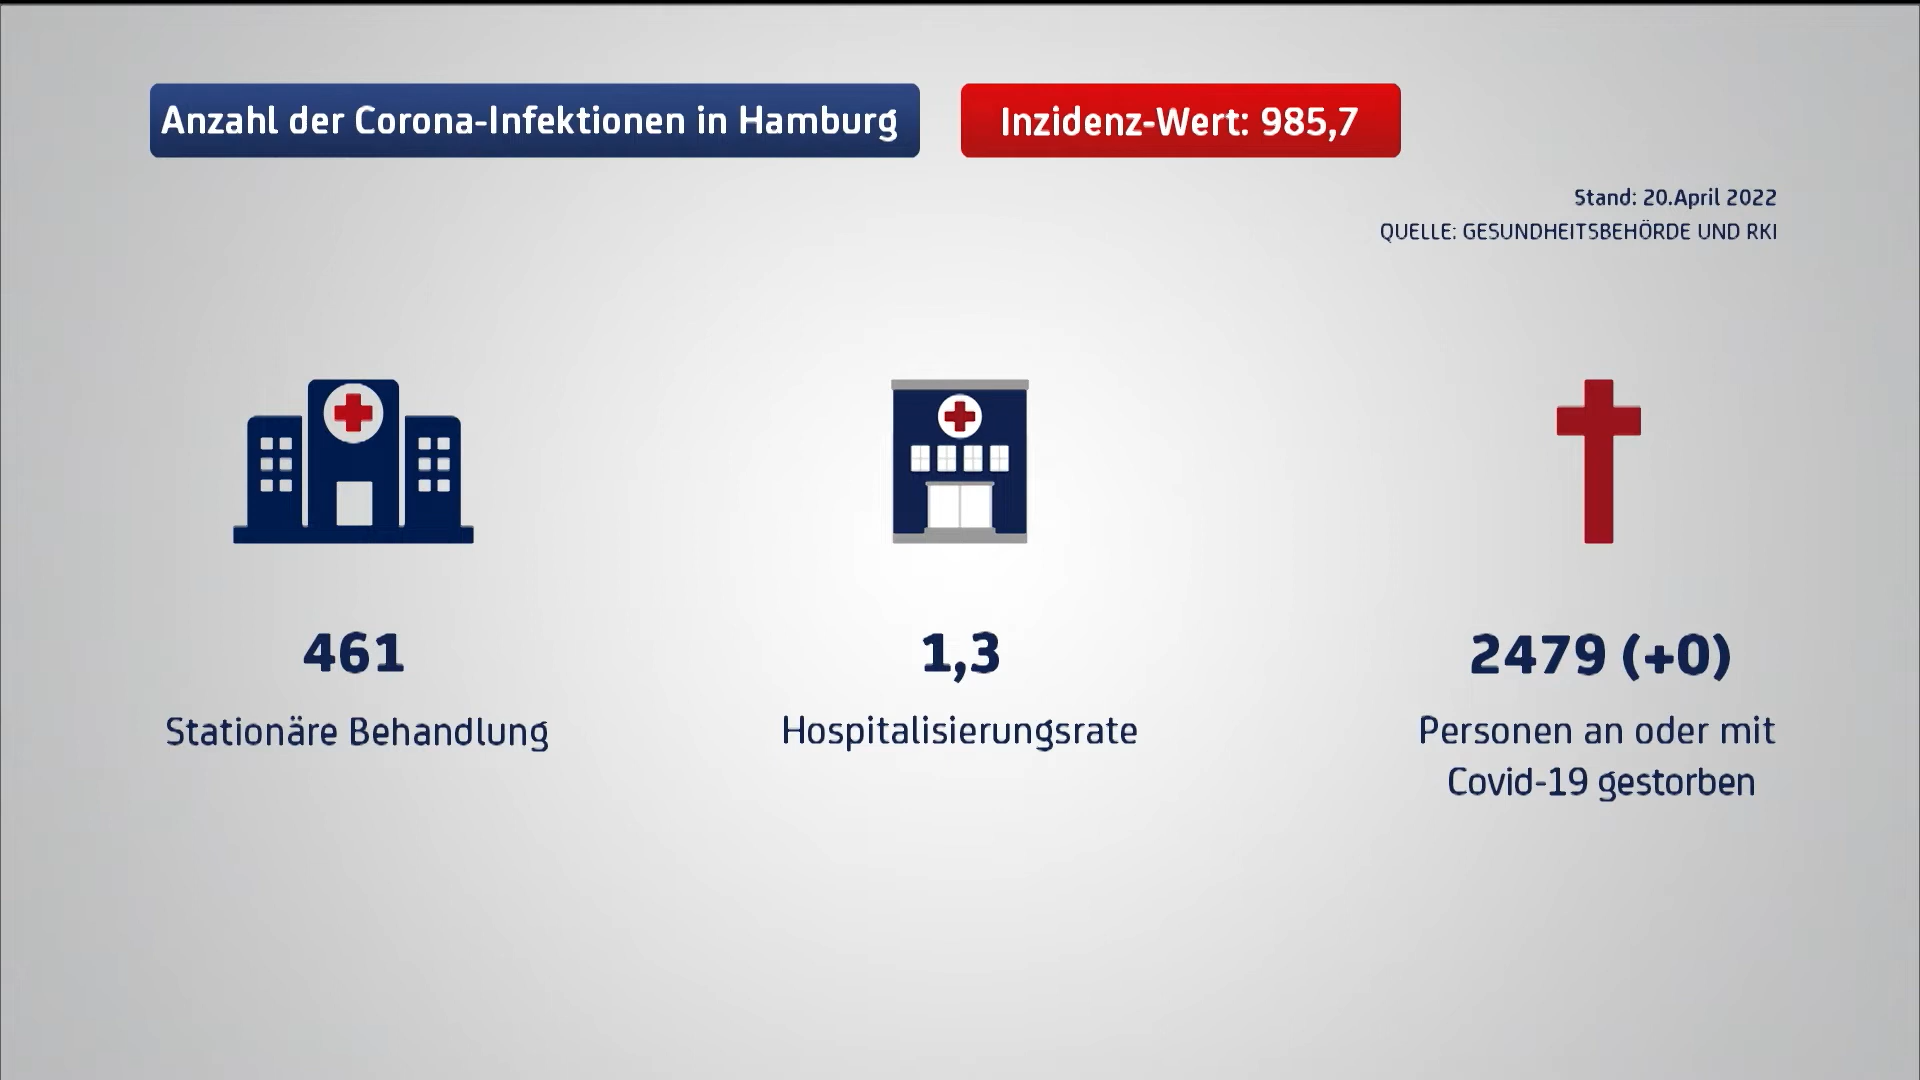 Anzahl der Corona-Infektionen in Hamburg
Inzidenz-Wert: 985,7
Stand: 20.April 2022
QUELLE: GESUNDHEITSBEHÖRDE UND RKI
461
Stationäre Behandlung
1,3
Hospitalisierungsrate
2479 (+0)
Personen an oder mit
Covid-19 gestorben